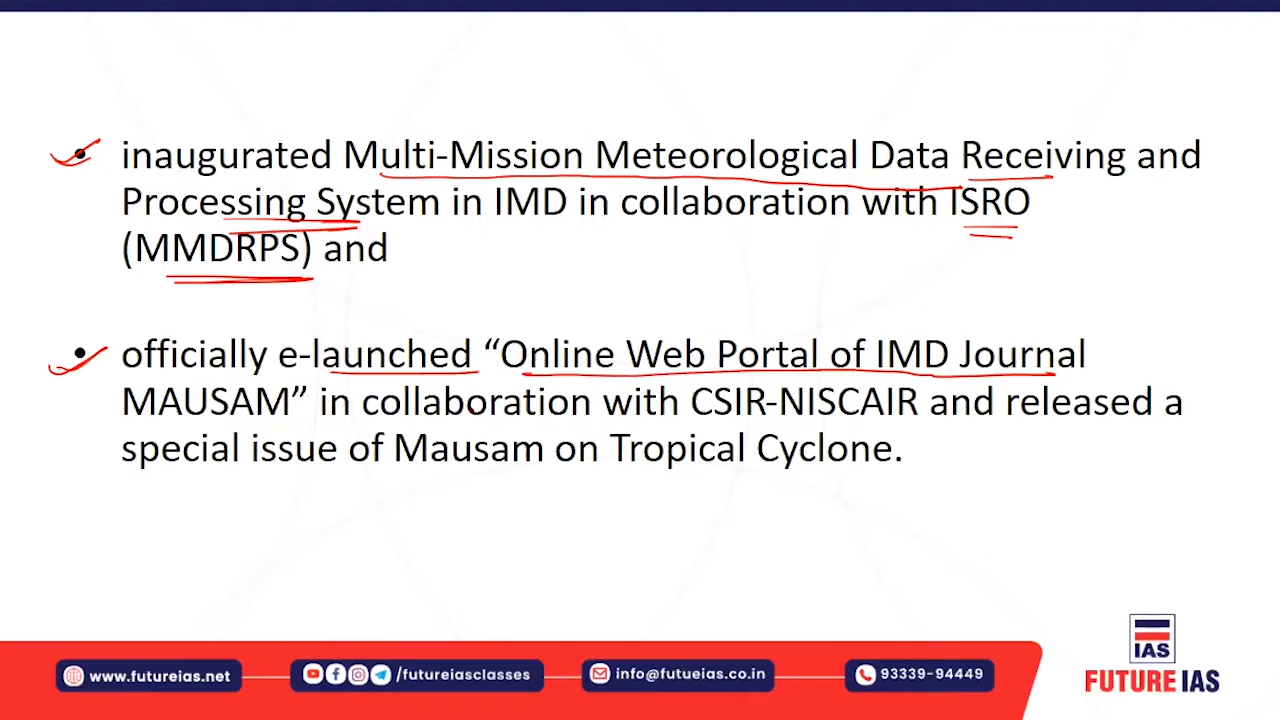 • inaugurated Multi-Mission Meteorological Data Receiving and
Processing System in IMD in collaboration with ISRO
(MMDRPS) and
• officially e-launched “Online Web Portal of IMD Journal
MAUSAM” in collaboration with CSIR-NISCAIR and released a
special issue of Mausam on Tropical Cyclone.
www.futureias.net
/futureiasclasses
info@futueias.co.in
93339-94449
IAS
FUTURE IAS